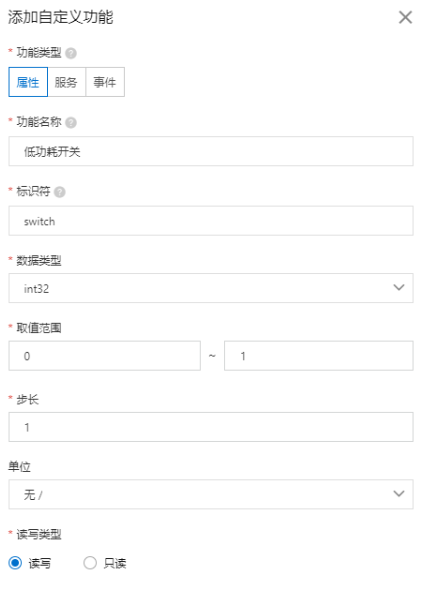 添加自定义功能
* 功能类型 ?
属性 服务 事件
* 功能名称 ?
低功耗开关
* 标识符 ?
switch
* 数据类型
int32
* 取值范围
0 ~ 1
* 步长
1
单位
无 /
* 读写类型
读写 只读